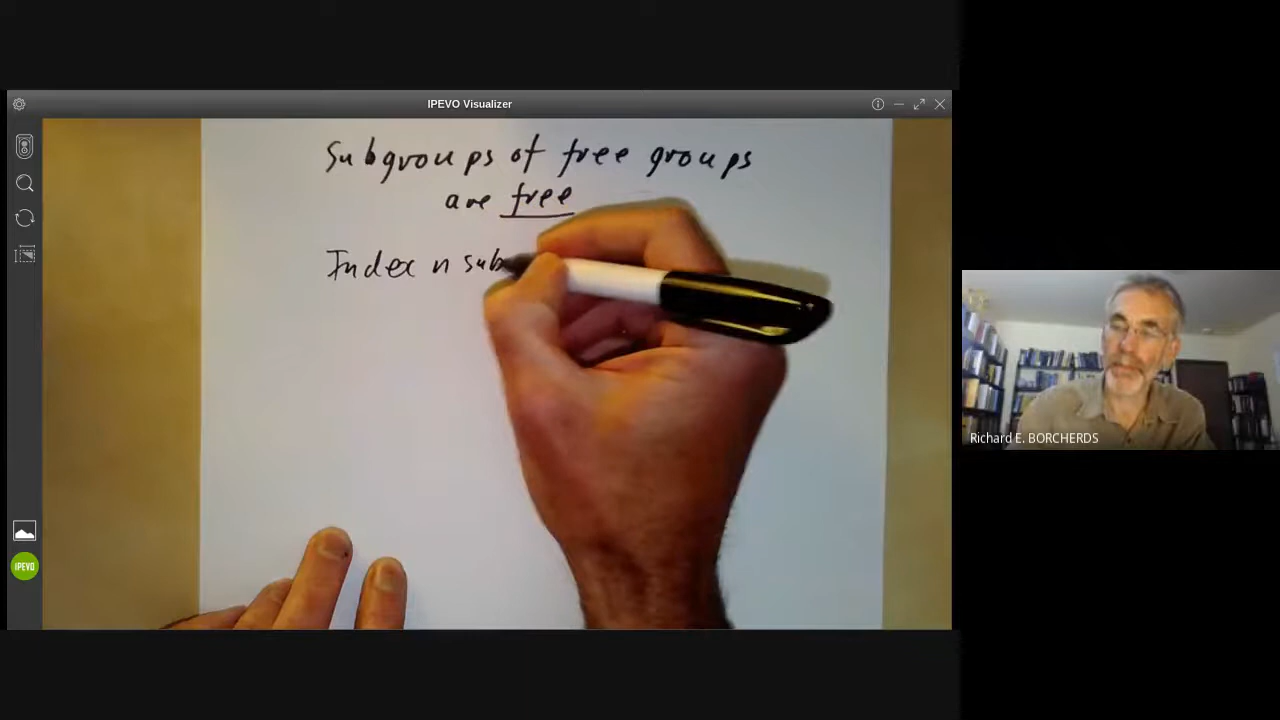 IPEVO Visualizer
Subgroups of free groups
are free
Index n sub
Richard E. BORCHERDS
IPEVO